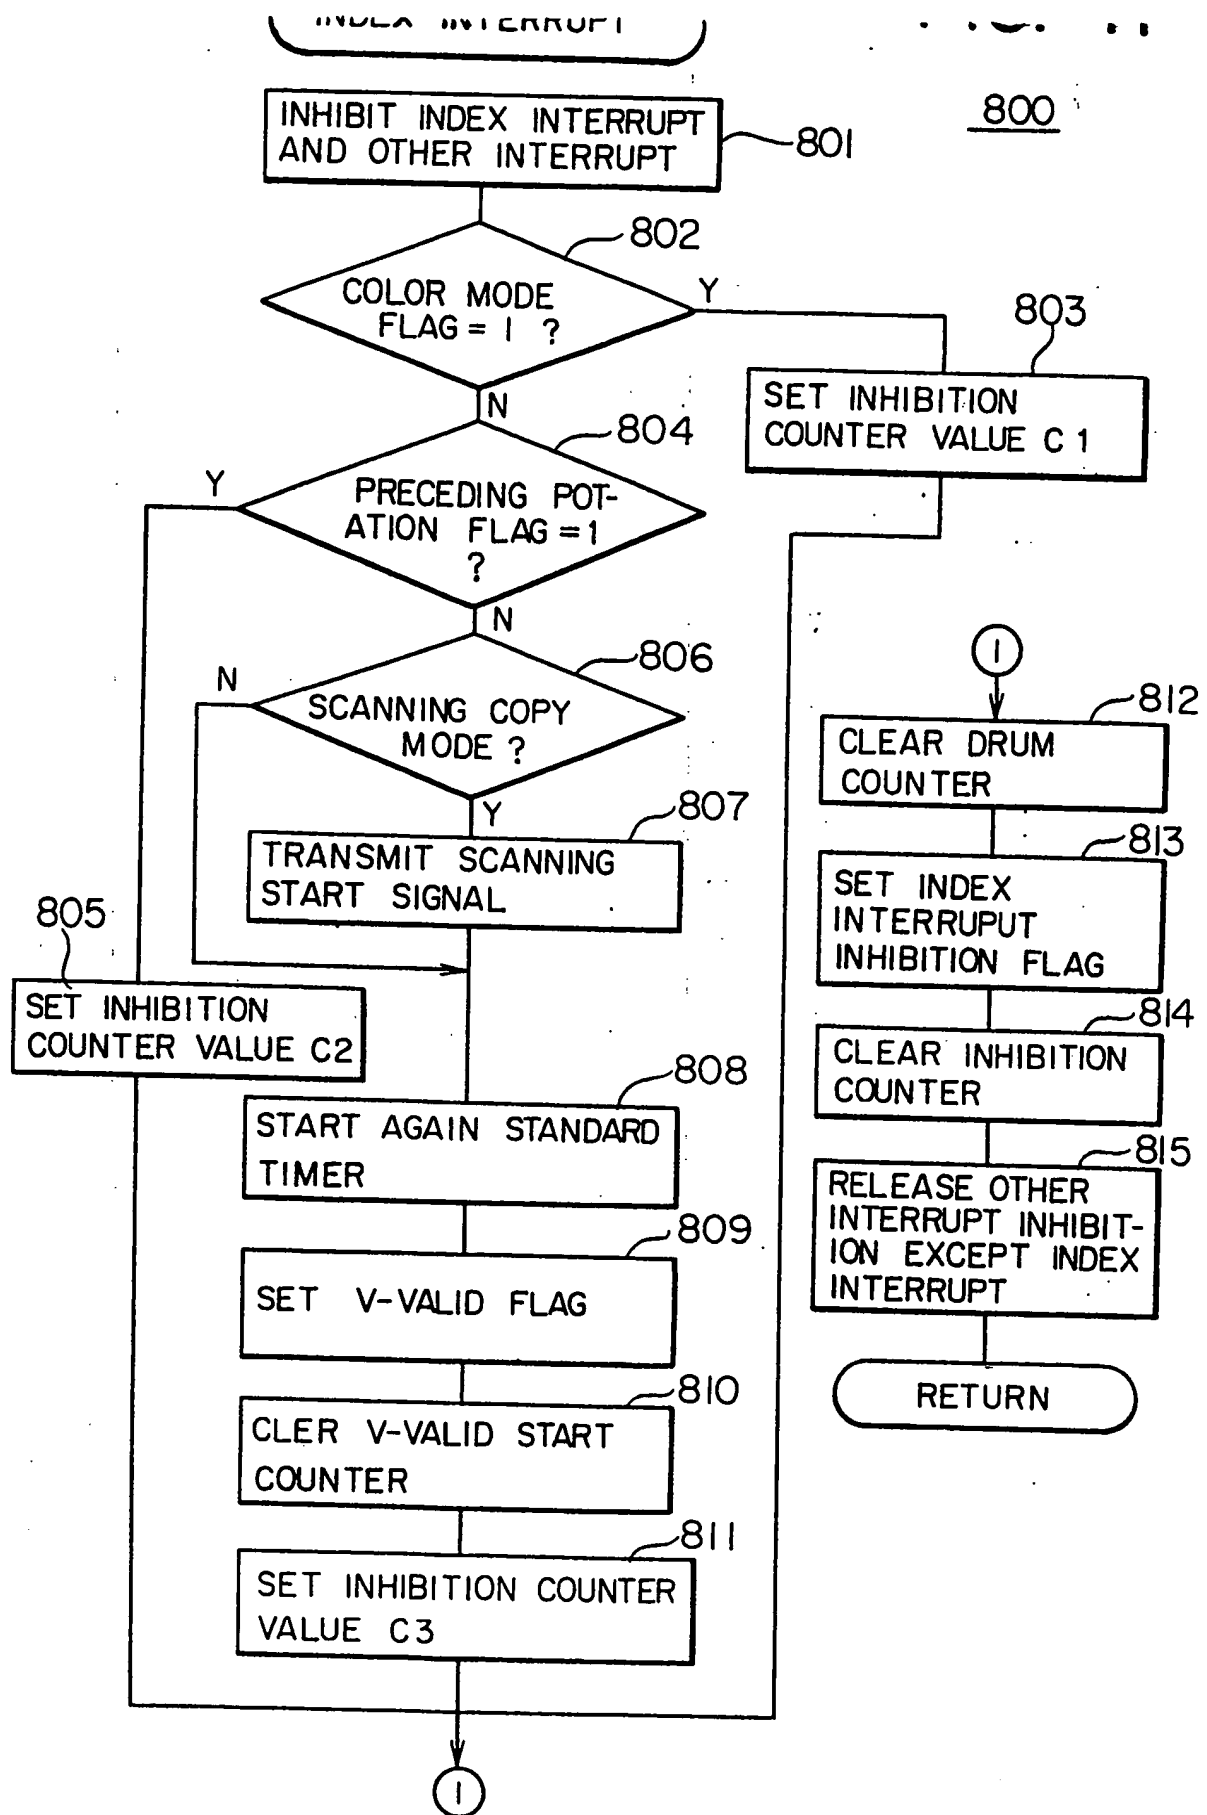 INDEX INTERRUPT
800
INHIBIT INDEX INTERRUPT
AND OTHER INTERRUPT
801
802
COLOR MODE
FLAG = 1 ?
Y
N
803
SET INHIBITION
COUNTER VALUE C1
804
PRECEDING POT-
ATION FLAG = 1
?
Y
N
806
SCANNING COPY
MODE ?
N
Y
807
TRANSMIT SCANNING
START SIGNAL
805
SET INHIBITION
COUNTER VALUE C2
808
START AGAIN STANDARD
TIMER
809
SET V-VALID FLAG
810
CLER V-VALID START
COUNTER
811
SET INHIBITION COUNTER
VALUE C3
1
1
812
CLEAR DRUM
COUNTER
813
SET INDEX
INTERRUPUT
INHIBITION FLAG
814
CLEAR INHIBITION
COUNTER
815
RELEASE OTHER
INTERRUPT INHIBIT-
ION EXCEPT INDEX
INTERRUPT
RETURN